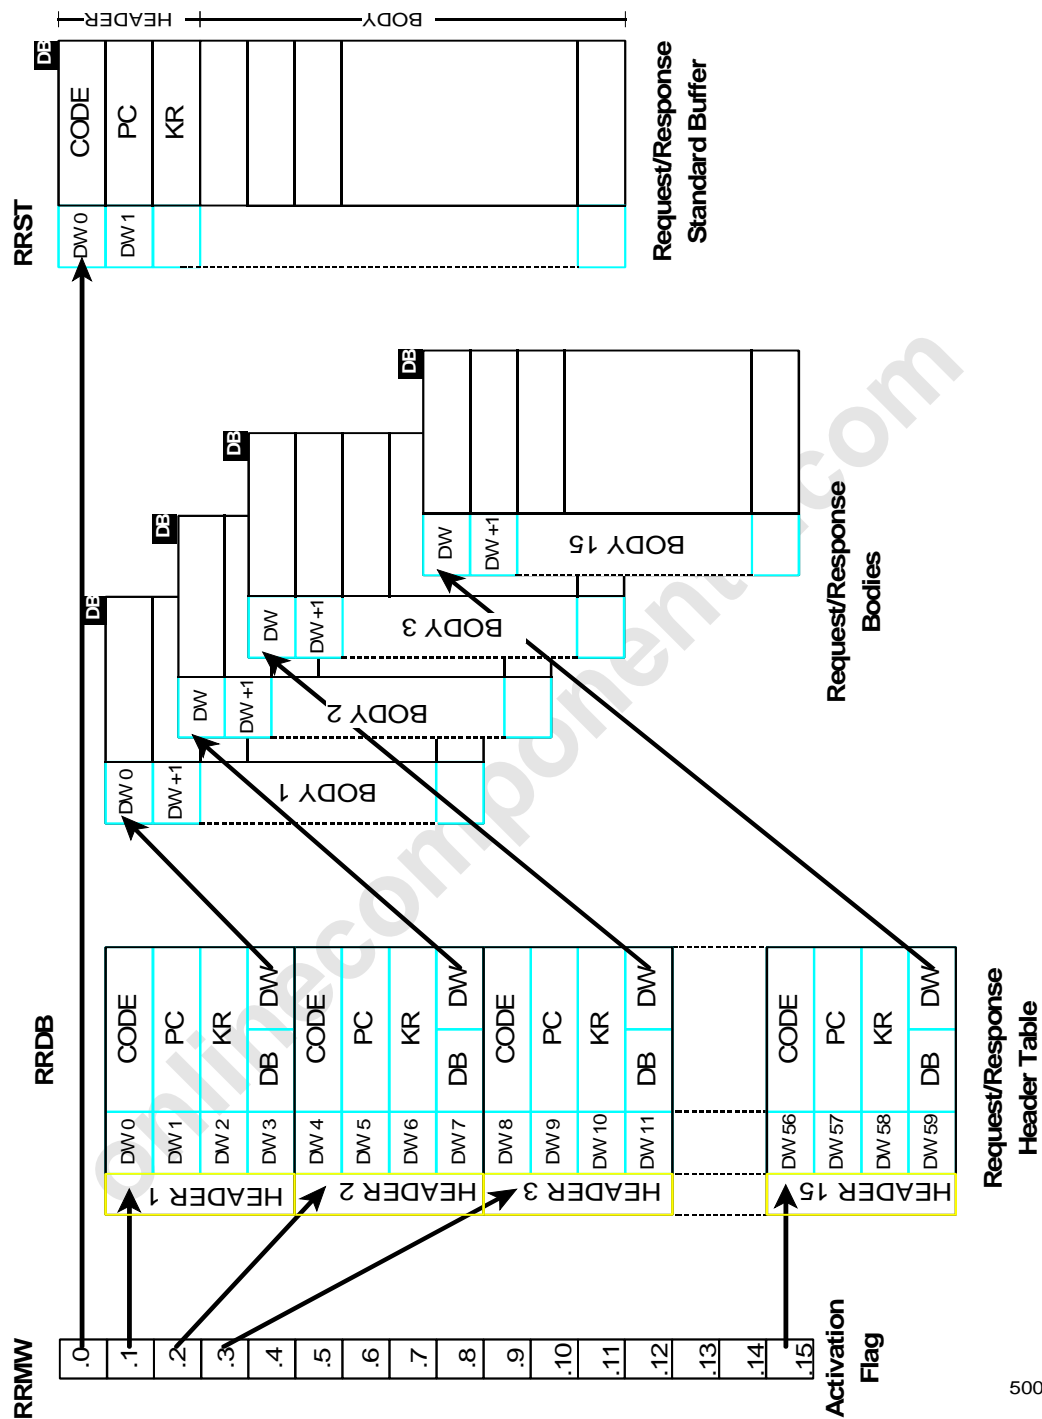 RRMW
.0
.1
.2
.3
.4
.5
.6
.7
.8
.9
.10
.11
.12
.13
.14
.15
Activation
Flag
RRDB
HEADER 1
DW 0 CODE
DW 1 PC
DW 2 KR
DW 3 DB DW
HEADER 2
DW 4 CODE
DW 5 PC
DW 6 KR
DW 7 DB DW
HEADER 3
DW 8 CODE
DW 9 PC
DW 10 KR
DW 11 DB DW
HEADER 15
DW 56 CODE
DW 57 PC
DW 58 KR
DW 59 DB DW
Request/Response
Header Table
DB
DW 0
DW +1
BODY 1
DB
DW
DW +1
BODY 2
DB
DW
DW +1
BODY 3
DB
DW
DW +1
BODY 15
Request/Response
Bodies
RRST
HEADER
BODY
DB
DW 0 CODE
DW 1 PC
KR
Request/Response
Standard Buffer
500
onlinecomponent.com